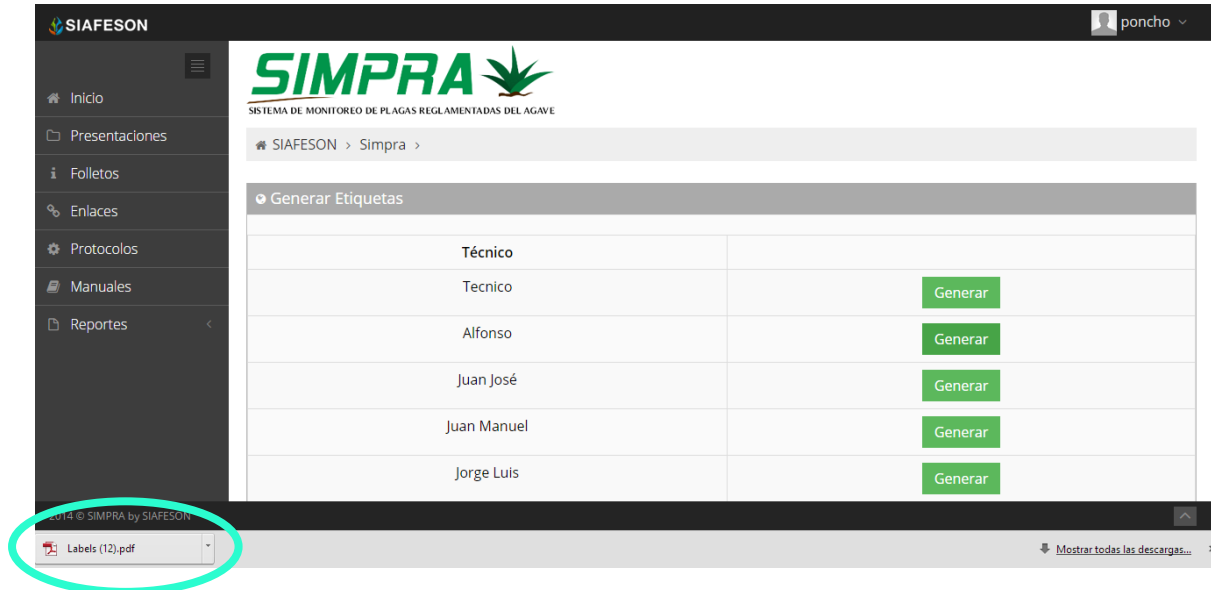 SIAFESON
poncho
Inicio
Presentaciones
Folletos
Enlaces
Protocolos
Manuales
Reportes
SIMPRA
SISTEMA DE MONITOREO DE PLAGAS REGLAMENTADAS DEL AGAVE
SIAFESON > Simpra >
Generar Etiquetas
Técnico
Tecnico Generar
Alfonso Generar
Juan José Generar
Juan Manuel Generar
Jorge Luis Generar
2014 © SIMPRA by SIAFESON
Labels (12).pdf
Mostrar todas las descargas...